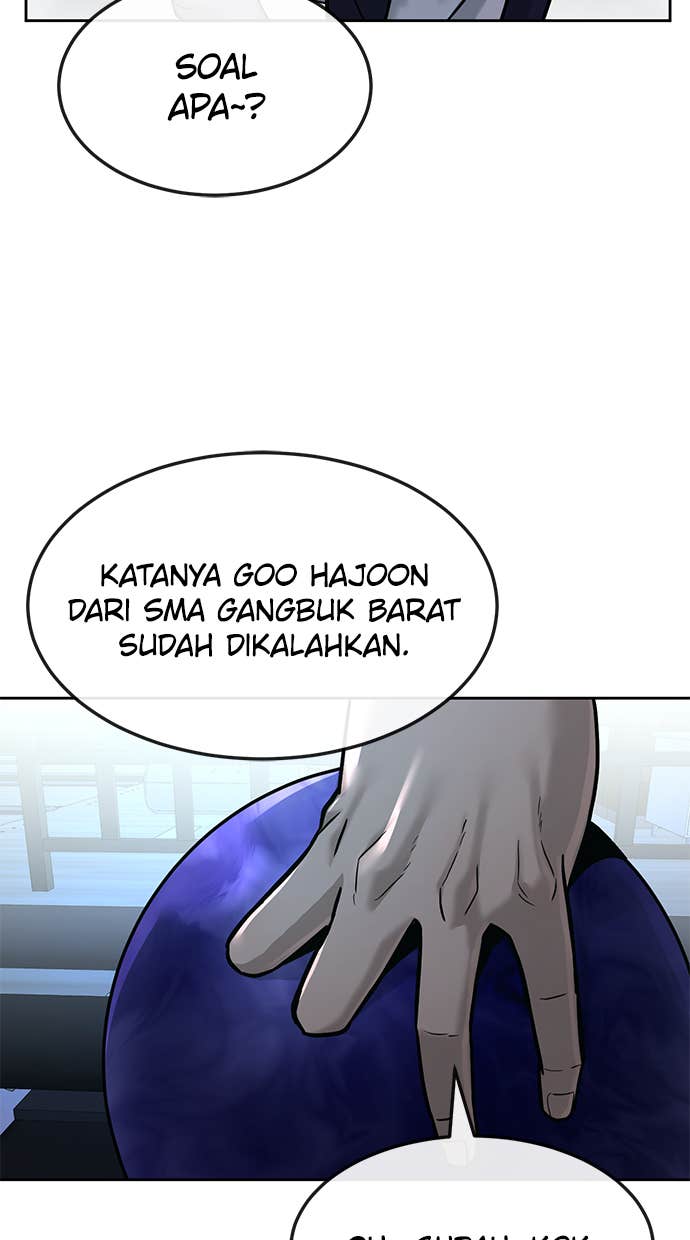 SOAL
APA~?
KATANYA GOO HAJOON
DARI SMA GANGBUK BARAT
SUDAH DIKALAHKAN.